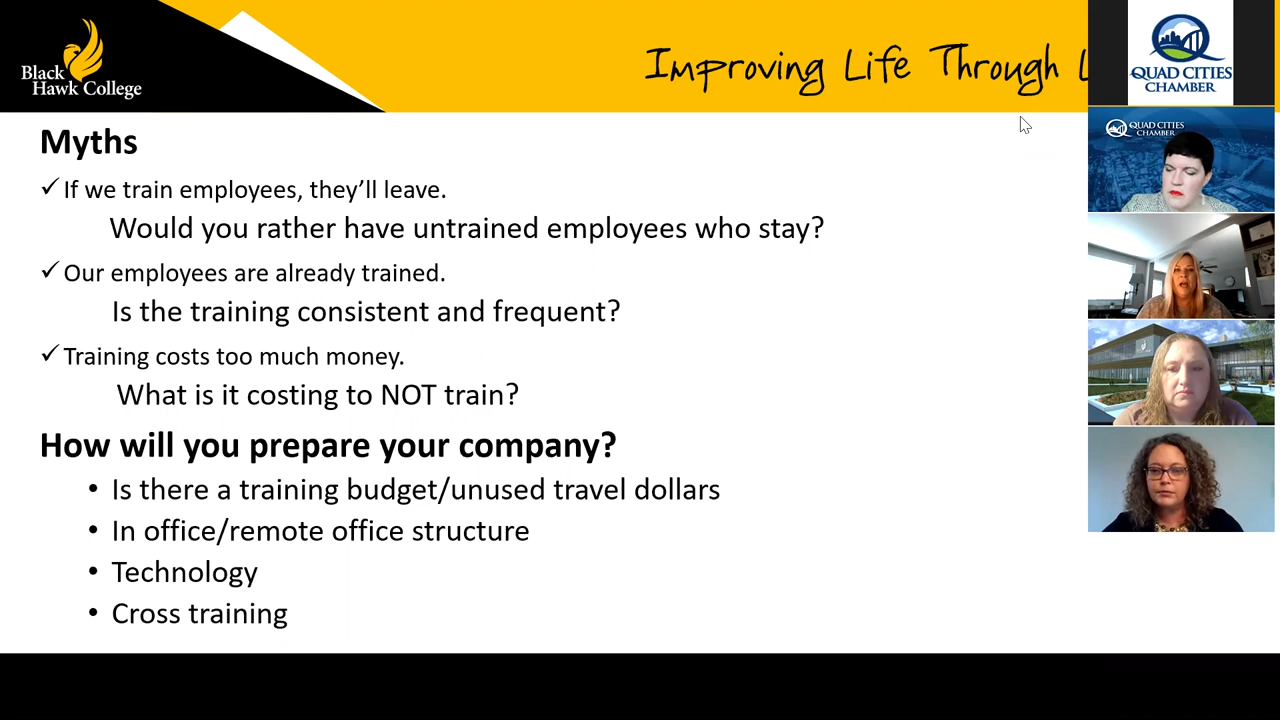 Black
Hawk College
Improving Life Through
QUAD CITIES
CHAMBER
QUAD CITIES
CHAMBER
Myths
✓ If we train employees, they’ll leave.
Would you rather have untrained employees who stay?
✓ Our employees are already trained.
Is the training consistent and frequent?
✓ Training costs too much money.
What is it costing to NOT train?
How will you prepare your company?
• Is there a training budget/unused travel dollars
• In office/remote office structure
• Technology
• Cross training